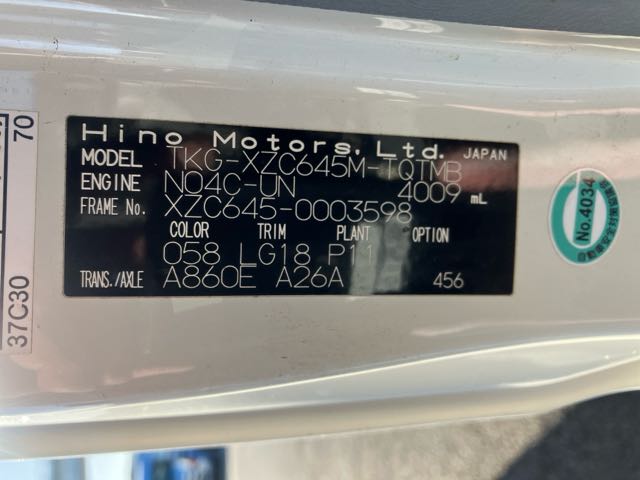 Hino Motors, Ltd. JAPAN
MODEL TKG-XZC645M-TQTMB
ENGINE N04C-UN 4009 mL
FRAME No. XZC645-0003598
COLOR TRIM PLANT OPTION
058 LG18 P11
TRANS./AXLE A860E A26A 456
37C30 70
No.4034